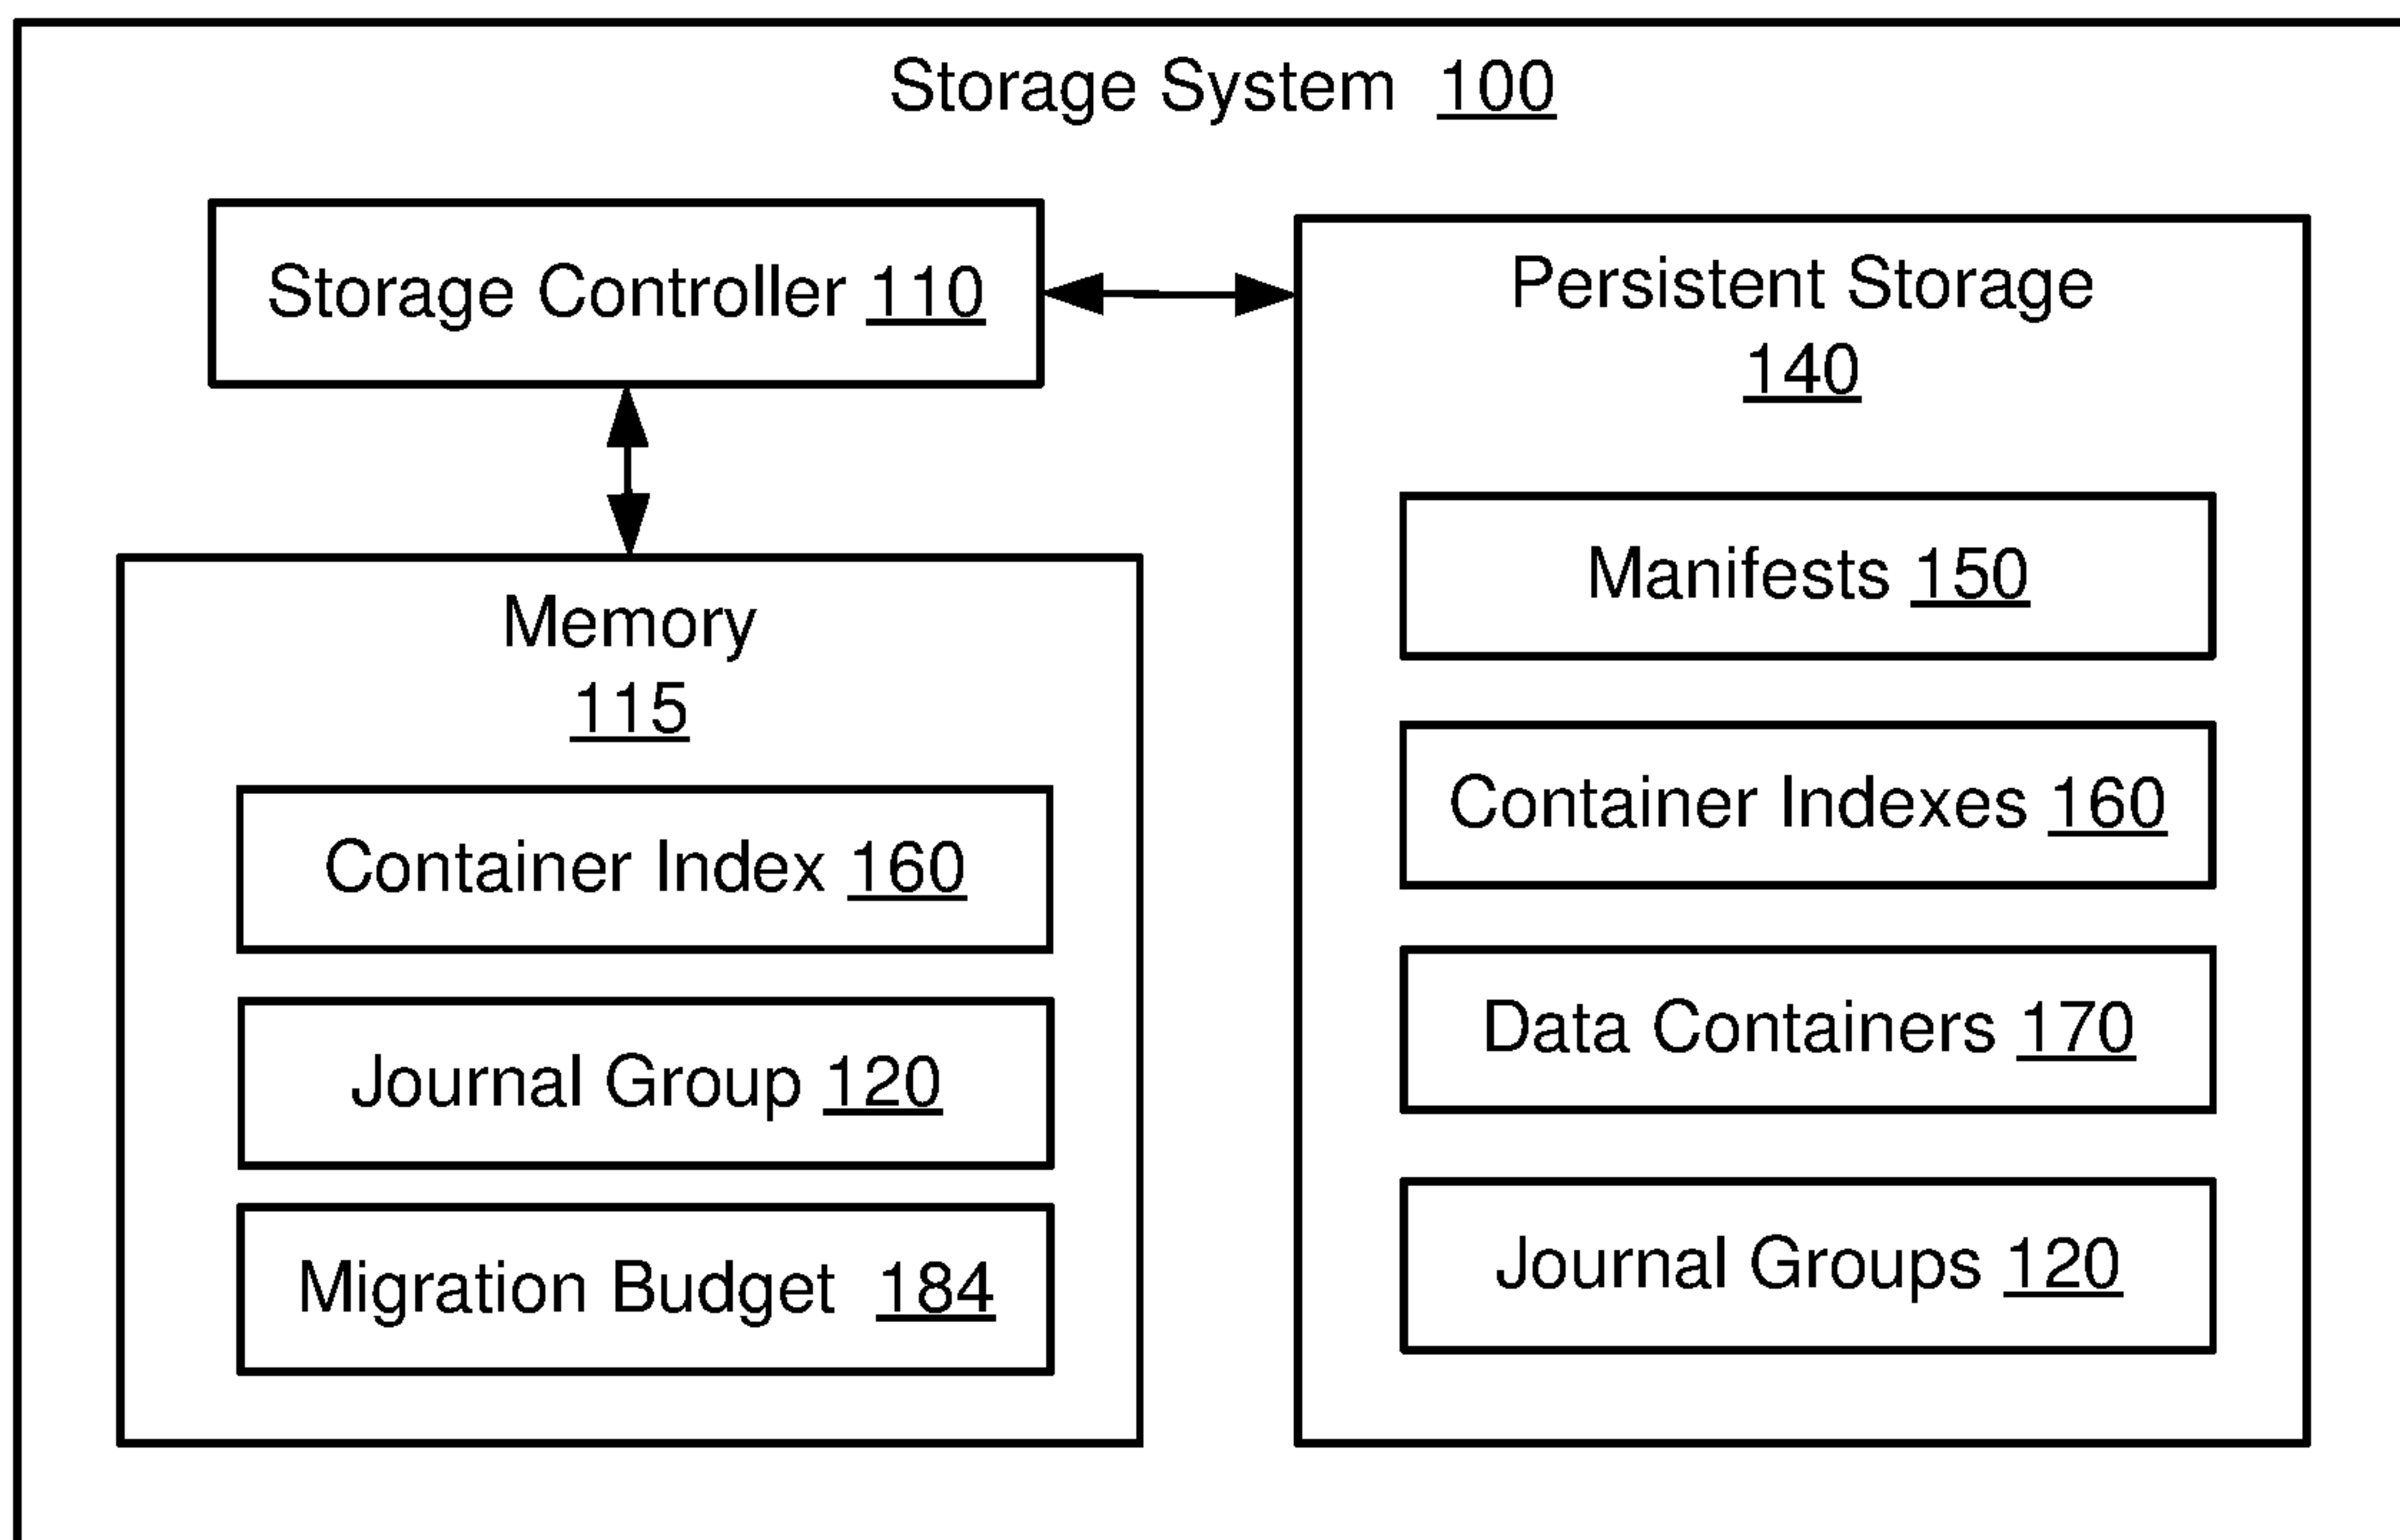 Storage System 100
Storage Controller 110
Memory
115
Container Index 160
Journal Group 120
Migration Budget 184
Persistent Storage
140
Manifests 150
Container Indexes 160
Data Containers 170
Journal Groups 120